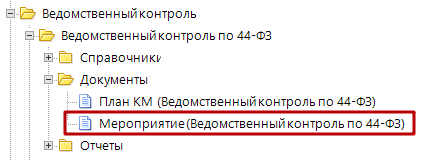 Ведомственный контроль
Ведомственный контроль по 44-ФЗ
Справочники
Документы
План КМ (Ведомственный контроль по 44-ФЗ)
Мероприятие (Ведомственный контроль по 44-ФЗ)
Отчеты